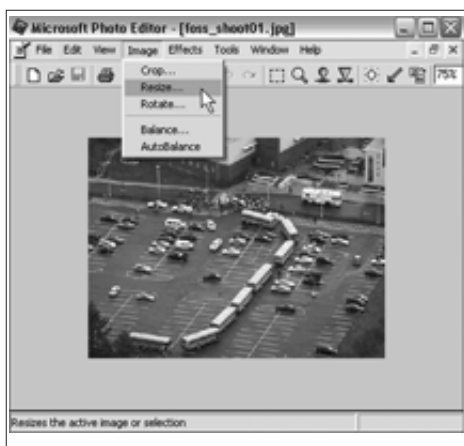 Microsoft Photo Editor - [foss_shoot01.jpg]
File Edit View Image Effects Tools Window Help
75%
Crop...
Resize...
Rotate...
Balance...
AutoBalance
Resizes the active image or selection